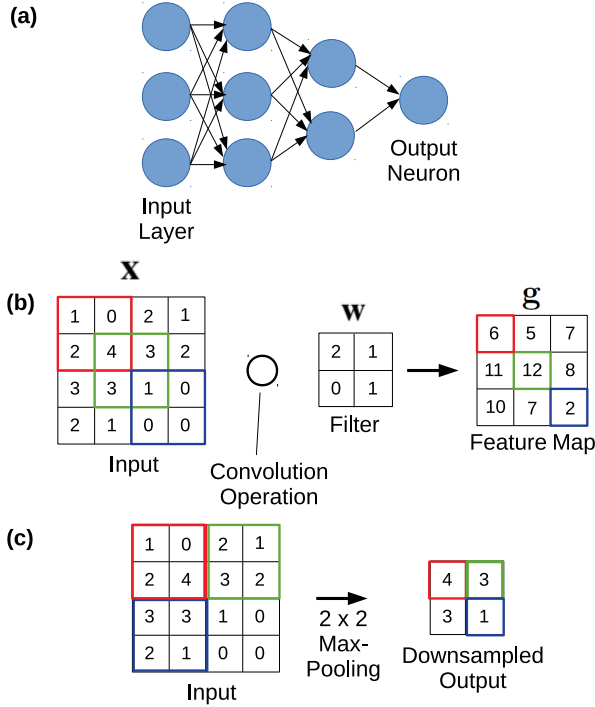 (a)
Input
Layer
Output
Neuron
(b)
x
1 0 2 1
2 4 3 2
3 3 1 0
2 1 0 0
Input
Convolution
Operation
w
2 1
0 1
Filter
g
6 5 7
11 12 8
10 7 2
Feature Map
(c)
1 0 2 1
2 4 3 2
3 3 1 0
2 1 0 0
Input
2 x 2
Max-
Pooling
4 3
3 1
Downsampled
Output